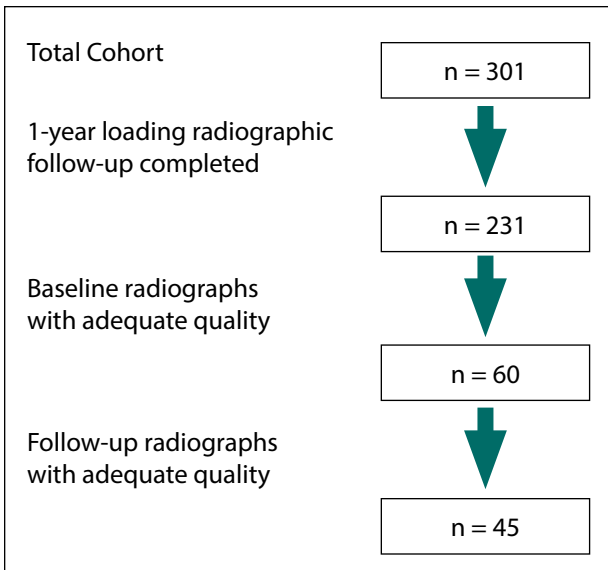 Total Cohort
n = 301
1-year loading radiographic
follow-up completed
n = 231
Baseline radiographs
with adequate quality
n = 60
Follow-up radiographs
with adequate quality
n = 45